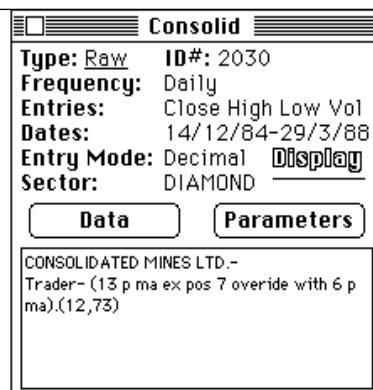 Consolid
Type: Raw ID#: 2030
Frequency: Daily
Entries: Close High Low Vol
Dates: 14/12/84-29/3/88
Entry Mode: Decimal Display
Sector: DIAMOND
Data Parameters
CONSOLIDATED MINES LTD.-
Trader- (13 p ma ex pos 7 overide with 6 p
ma).(12,73)